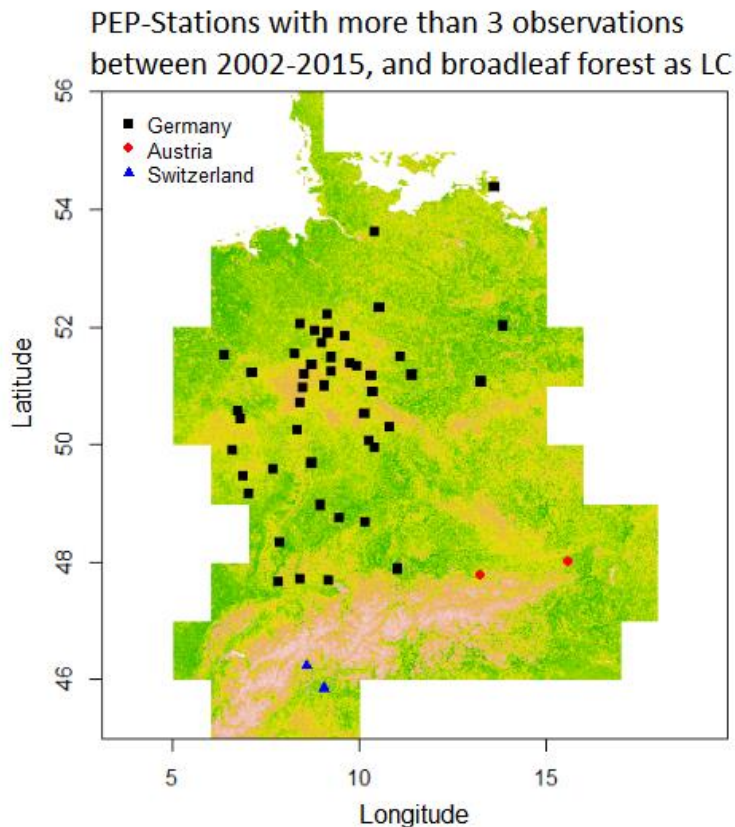 PEP-Stations with more than 3 observations
between 2002-2015, and broadleaf forest as LC
Germany
Austria
Switzerland
56
54
52
50
48
46
Latitude
5
10
15
Longitude